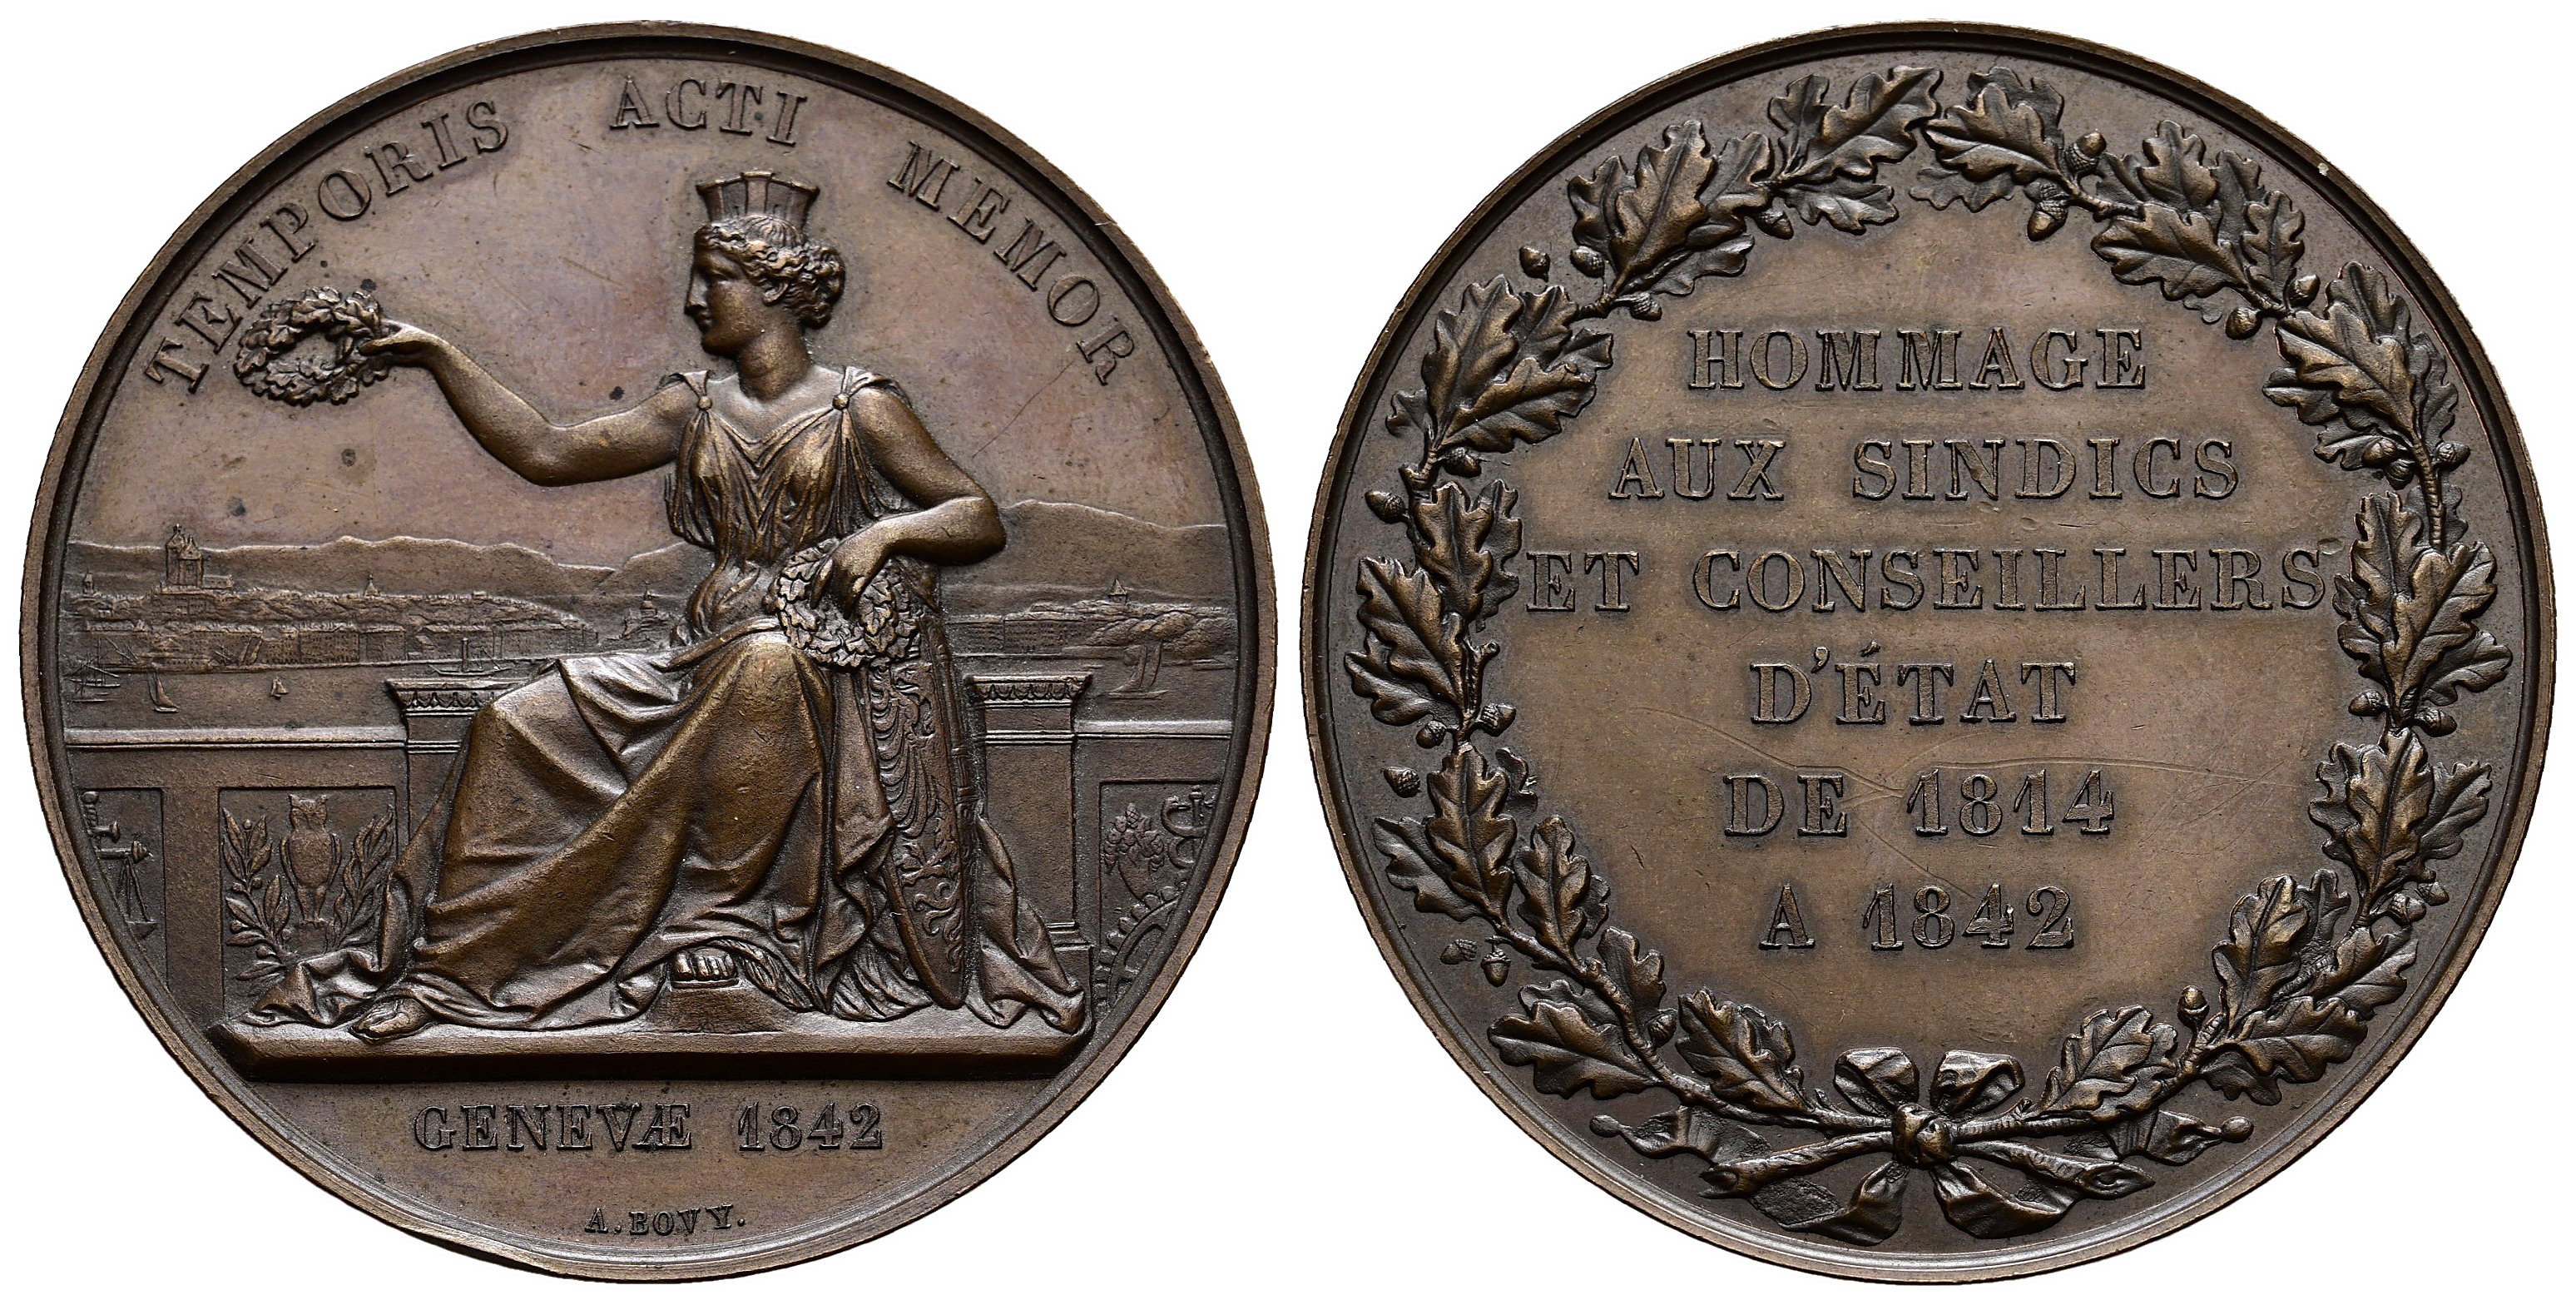 TEMPORIS ACTI MEMOR
GENEVÆ 1842
A. BOVY.
HOMMAGE
AUX SINDICS
ET CONSEILLERS
D'ÉTAT
DE 1814
A 1842